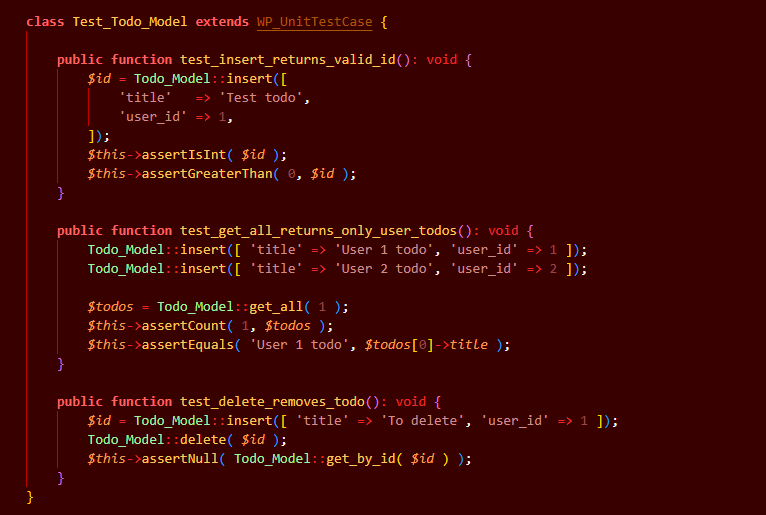 class Test_Todo_Model extends WP_UnitTestCase {
public function test_insert_returns_valid_id(): void {
$id = Todo_Model::insert([
'title'   => 'Test todo',
'user_id' => 1,
]);
$this->assertIsInt( $id );
$this->assertGreaterThan( 0, $id );
}
public function test_get_all_returns_only_user_todos(): void {
Todo_Model::insert([ 'title' => 'User 1 todo', 'user_id' => 1 ]);
Todo_Model::insert([ 'title' => 'User 2 todo', 'user_id' => 2 ]);
$todos = Todo_Model::get_all( 1 );
$this->assertCount( 1, $todos );
$this->assertEquals( 'User 1 todo', $todos[0]->title );
}
public function test_delete_removes_todo(): void {
$id = Todo_Model::insert([ 'title' => 'To delete', 'user_id' => 1 ]);
Todo_Model::delete( $id );
$this->assertNull( Todo_Model::get_by_id( $id ) );
}
}